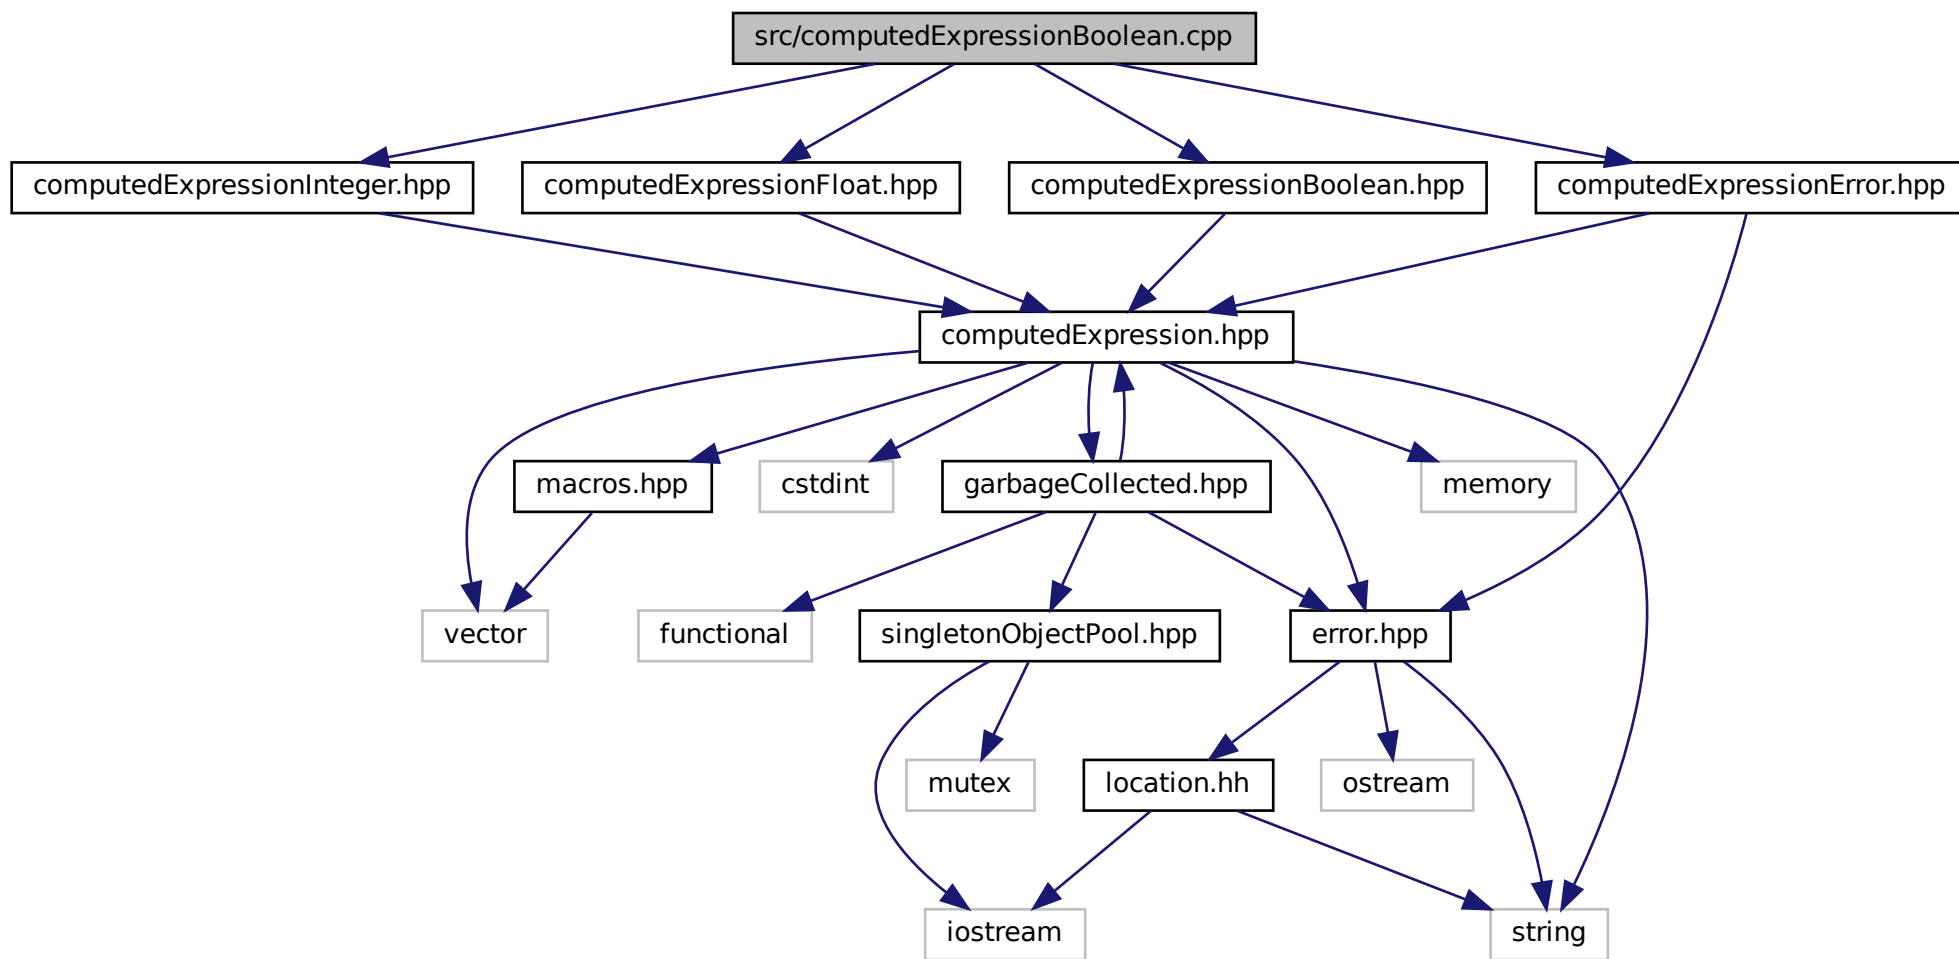 src/computedExpressionBoolean.cpp
computedExpressionInteger.hpp
computedExpressionFloat.hpp
computedExpressionBoolean.hpp
computedExpressionError.hpp
computedExpression.hpp
macros.hpp
cstdint
garbageCollected.hpp
memory
vector
functional
singletonObjectPool.hpp
error.hpp
mutex
location.hh
ostream
iostream
string